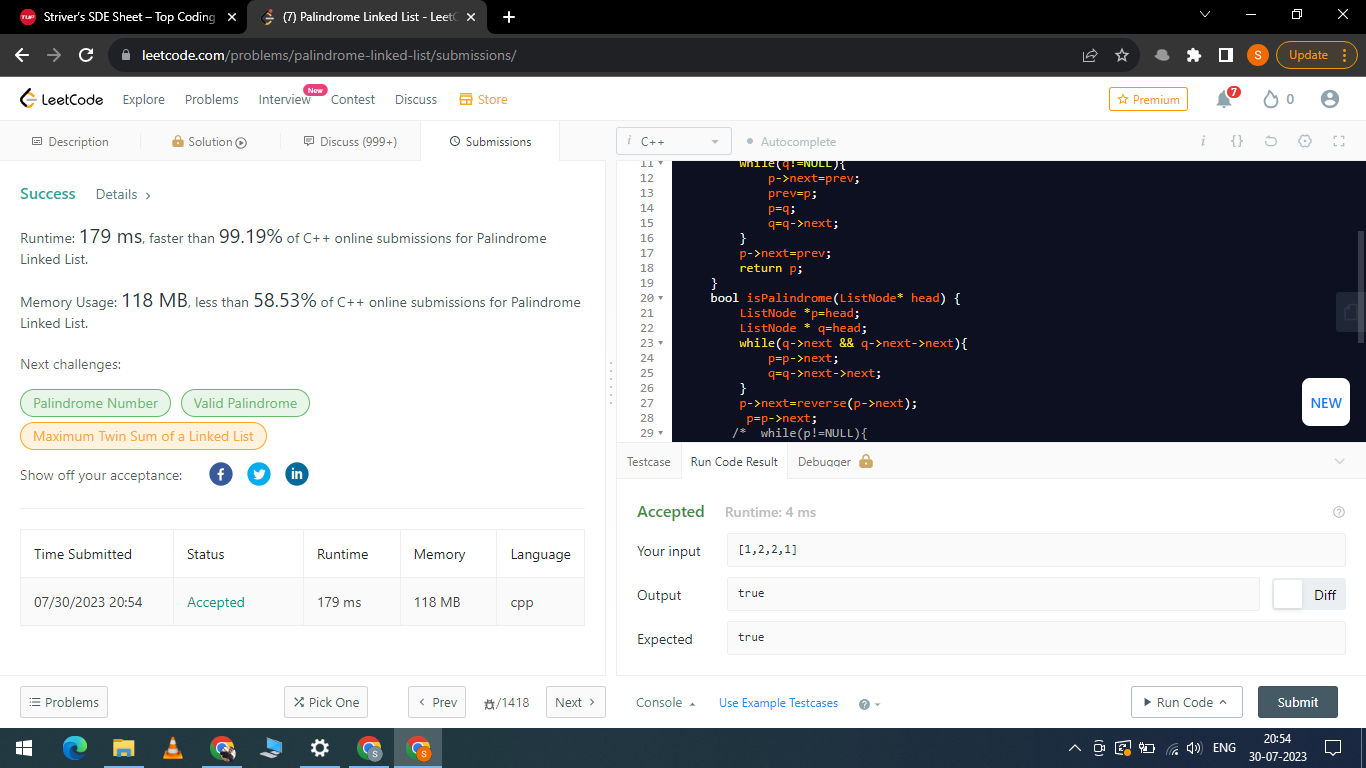 Striver's SDE Sheet – Top Coding
(7) Palindrome Linked List - LeetC
leetcode.com/problems/palindrome-linked-list/submissions/
S
Update
LeetCode
Explore
Problems
Interview
New
Contest
Discuss
Store
Premium
7
0
Description
Solution
Discuss (999+)
Submissions
i
C++
Autocomplete
i
{}
Success
Details
Runtime: 179 ms, faster than 99.19% of C++ online submissions for Palindrome
Linked List.
Memory Usage: 118 MB, less than 58.53% of C++ online submissions for Palindrome
Linked List.
Next challenges:
Palindrome Number
Valid Palindrome
Maximum Twin Sum of a Linked List
Show off your acceptance:
Time Submitted Status Runtime Memory Language
07/30/2023 20:54 Accepted 179 ms 118 MB cpp
11 while(q!=NULL){
12 p->next=prev;
13 prev=p;
14 p=q;
15 q=q->next;
16 }
17 p->next=prev;
18 return p;
19 }
20 bool isPalindrome(ListNode* head) {
21 ListNode *p=head;
22 ListNode * q=head;
23 while(q->next && q->next->next){
24 p=p->next;
25 q=q->next->next;
26 }
27 p->next=reverse(p->next);
28 p=p->next;
29 /* while(p!=NULL){
NEW
Testcase
Run Code Result
Debugger
Accepted
Runtime: 4 ms
Your input
[1,2,2,1]
Output
true
Diff
Expected
true
Problems
Pick One
Prev
/1418
Next
Console
Use Example Testcases
Run Code
Submit
ENG
20:54
30-07-2023